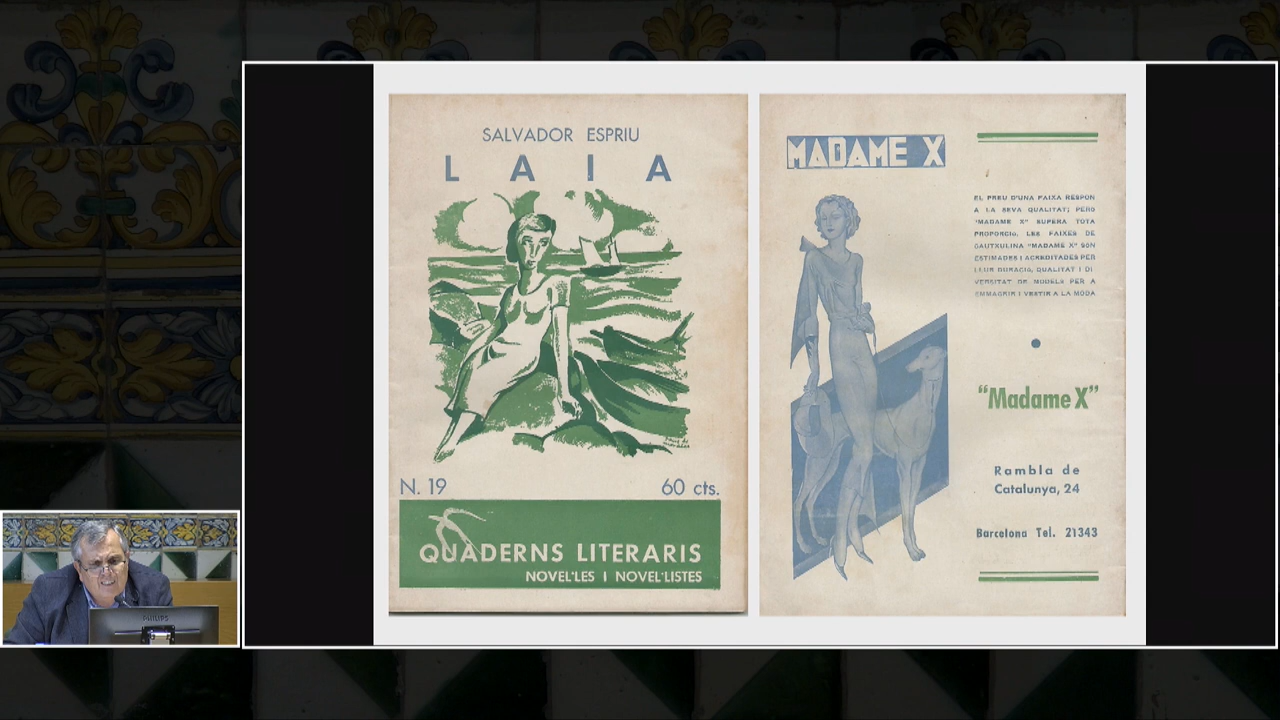 SALVADOR ESPRIU
LAIA
N. 19
60 cts.
QUADERNS LITERARIS
NOVEL·LES I NOVEL·LISTES
MADAME X
EL PREU D'UNA FAIXA RESPON
A LA SEVA QUALITAT; PERÒ
"MADAME X" SUPERA TOTA
PROPORCIÓ. LES FAIXES DE
CAUTXULINA "MADAME X" SÓN
ESTIMADES I ACREDITADES PER
LLUR DURACIÓ, QUALITAT I DI-
VERSITAT DE MODELS PER A
EMMAGRIR I VESTIR A LA MODA
"Madame X"
Rambla de
Catalunya, 24
Barcelona Tel. 21343
PHILIPS